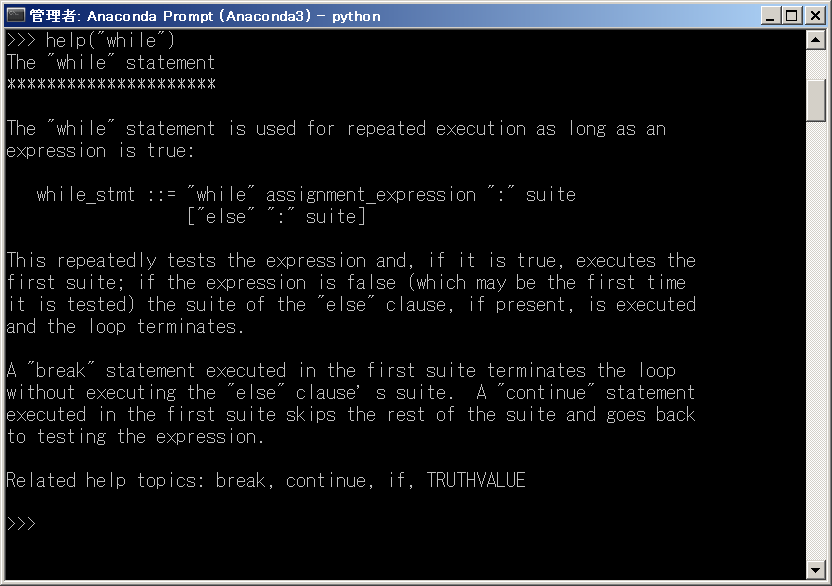 管理者: Anaconda Prompt (Anaconda3) - python
>>> help("while")
The "while" statement
*********************
The "while" statement is used for repeated execution as long as an
expression is true:
while_stmt ::= "while" assignment_expression ":" suite
["else" ":" suite]
This repeatedly tests the expression and, if it is true, executes the
first suite; if the expression is false (which may be the first time
it is tested) the suite of the "else" clause, if present, is executed
and the loop terminates.
A "break" statement executed in the first suite terminates the loop
without executing the "else" clause’s suite.  A "continue" statement
executed in the first suite skips the rest of the suite and goes back
to testing the expression.
Related help topics: break, continue, if, TRUTHVALUE
>>>